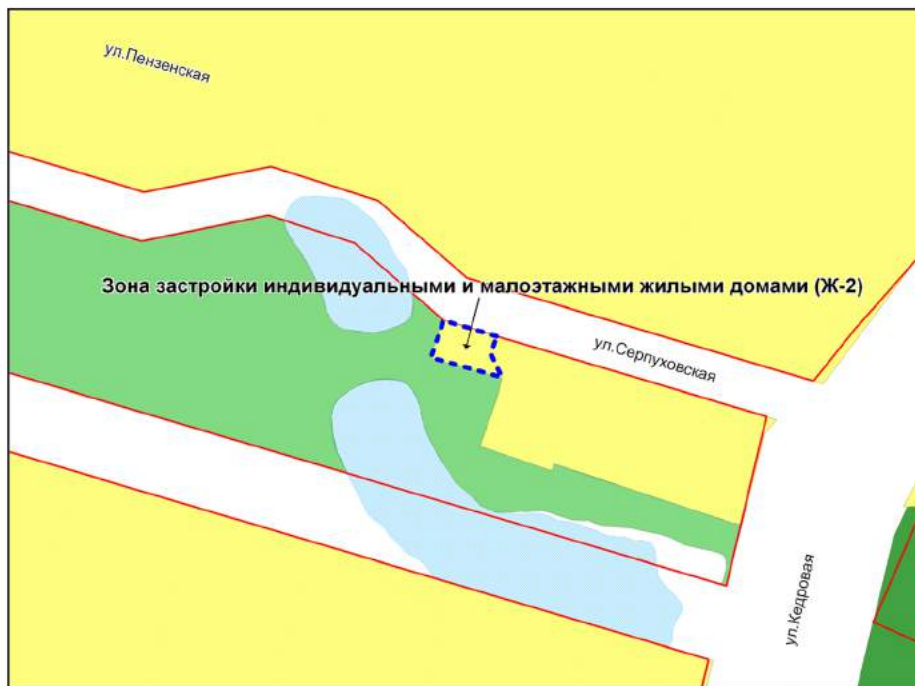 ул.Пензенская
Зона застройки индивидуальными и малоэтажными жилыми домами (Ж-2)
ул.Серпуховская
ул.Кедровая